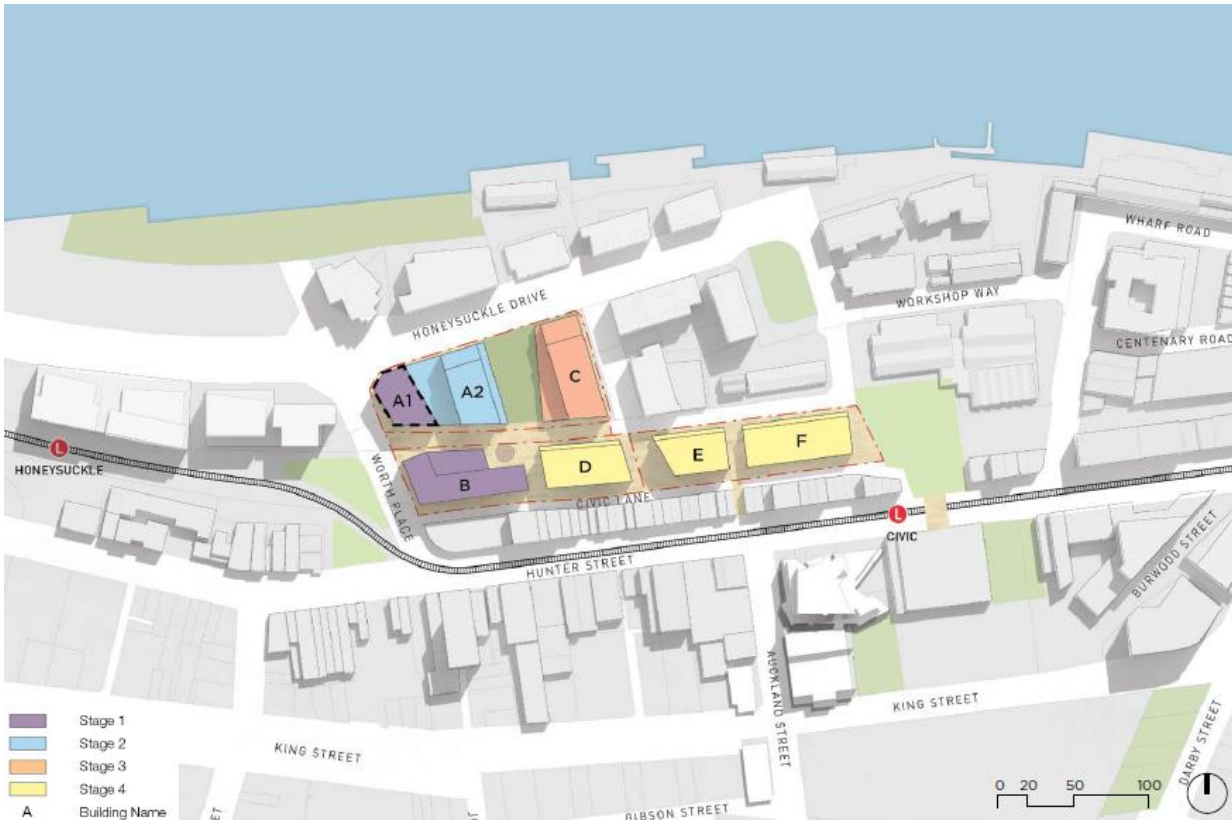 WHARF ROAD
WORKSHOP WAY
HONEYSUCKLE DRIVE
CENTENARY ROAD
A1
A2
C
L
HONEYSUCKLE
WORTH PLACE
B
D
E
F
CIVIC LANE
L
CIVIC
HUNTER STREET
BURWOOD STREET
AUCKLAND STREET
KING STREET
KING STREET
DARBY STREET
GIBSON STREET
Stage 1
Stage 2
Stage 3
Stage 4
A Building Name
ET
0 20 50 100